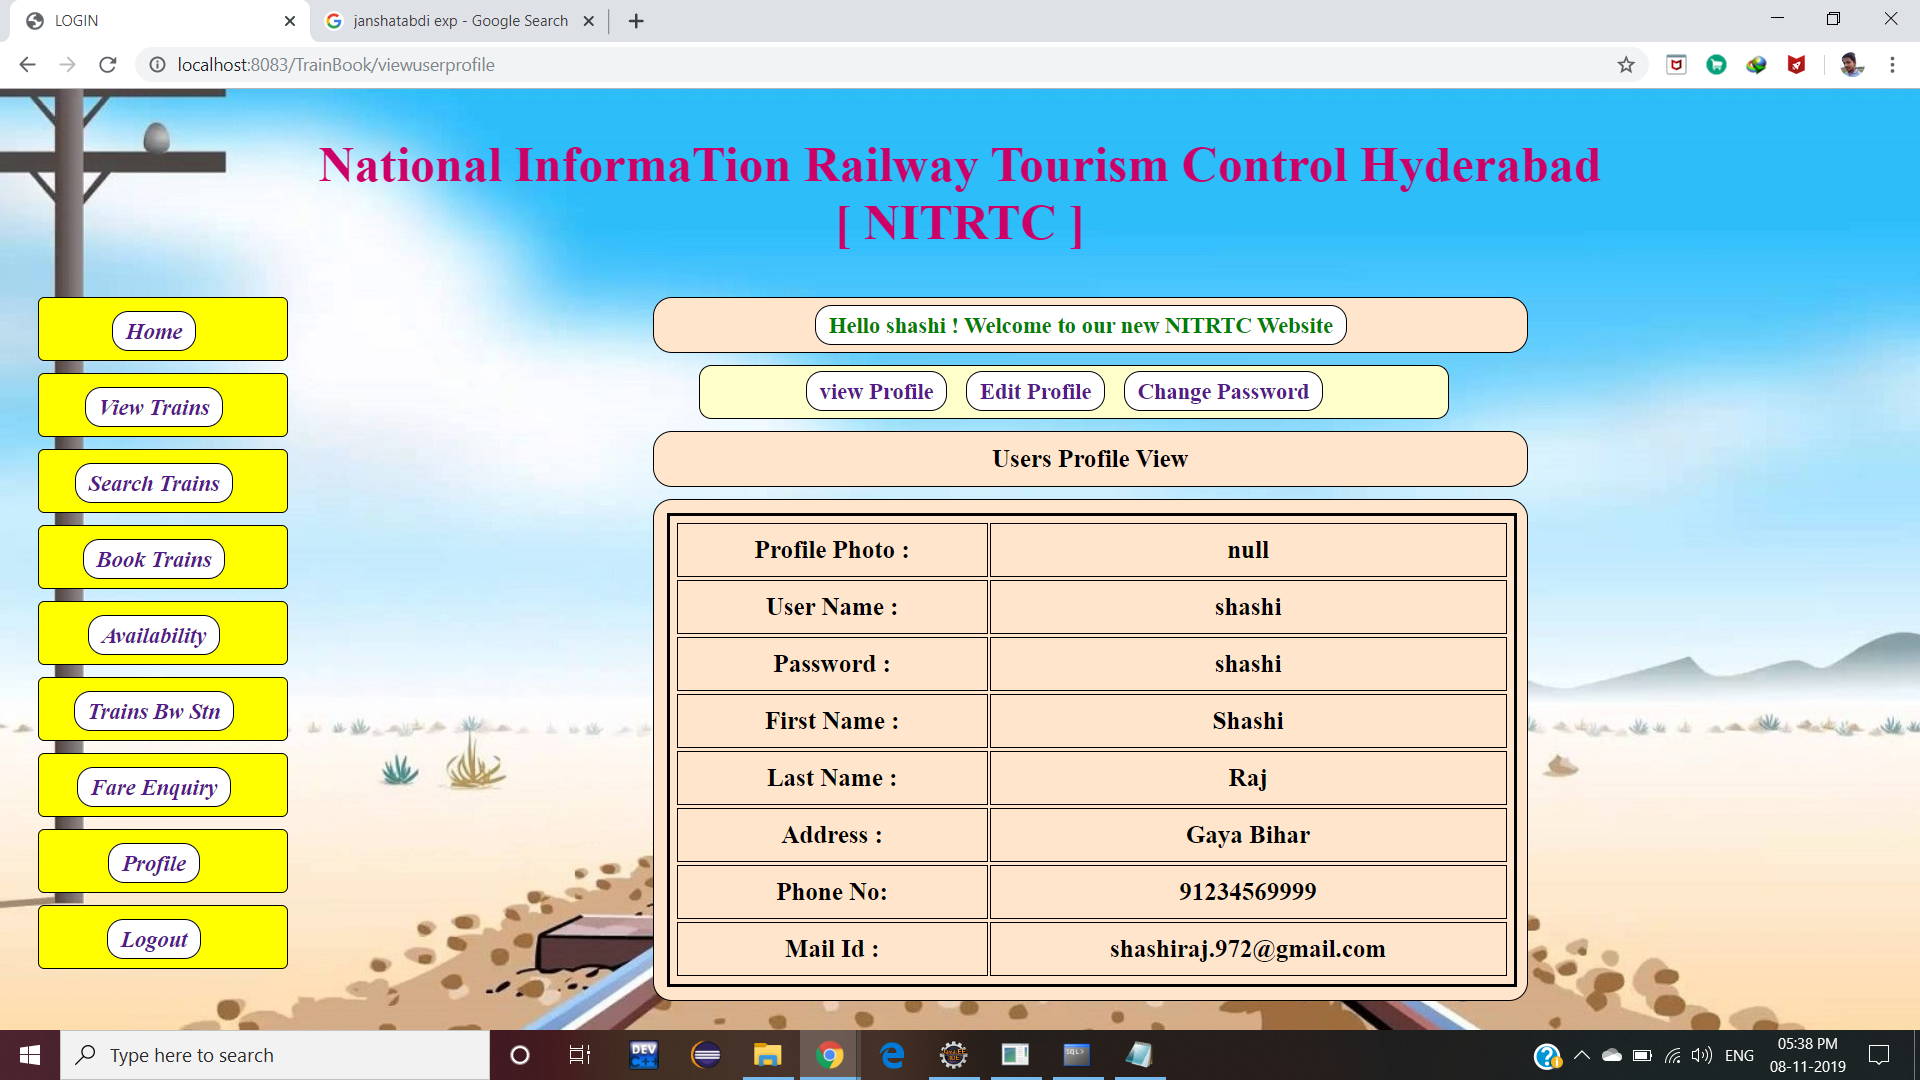 LOGIN
janshatabdi exp - Google Search
localhost:8083/TrainBook/viewuserprofile
National InformaTion Railway Tourism Control Hyderabad
[ NITRTC ]
Home
View Trains
Search Trains
Book Trains
Availability
Trains Bw Stn
Fare Enquiry
Profile
Logout
Hello shashi ! Welcome to our new NITRTC Website
view Profile Edit Profile Change Password
Users Profile View
Profile Photo : null
User Name : shashi
Password : shashi
First Name : Shashi
Last Name : Raj
Address : Gaya Bihar
Phone No: 91234569999
Mail Id : shashiraj.972@gmail.com
Type here to search
DEV
SQL>
ENG
05:38 PM
08-11-2019